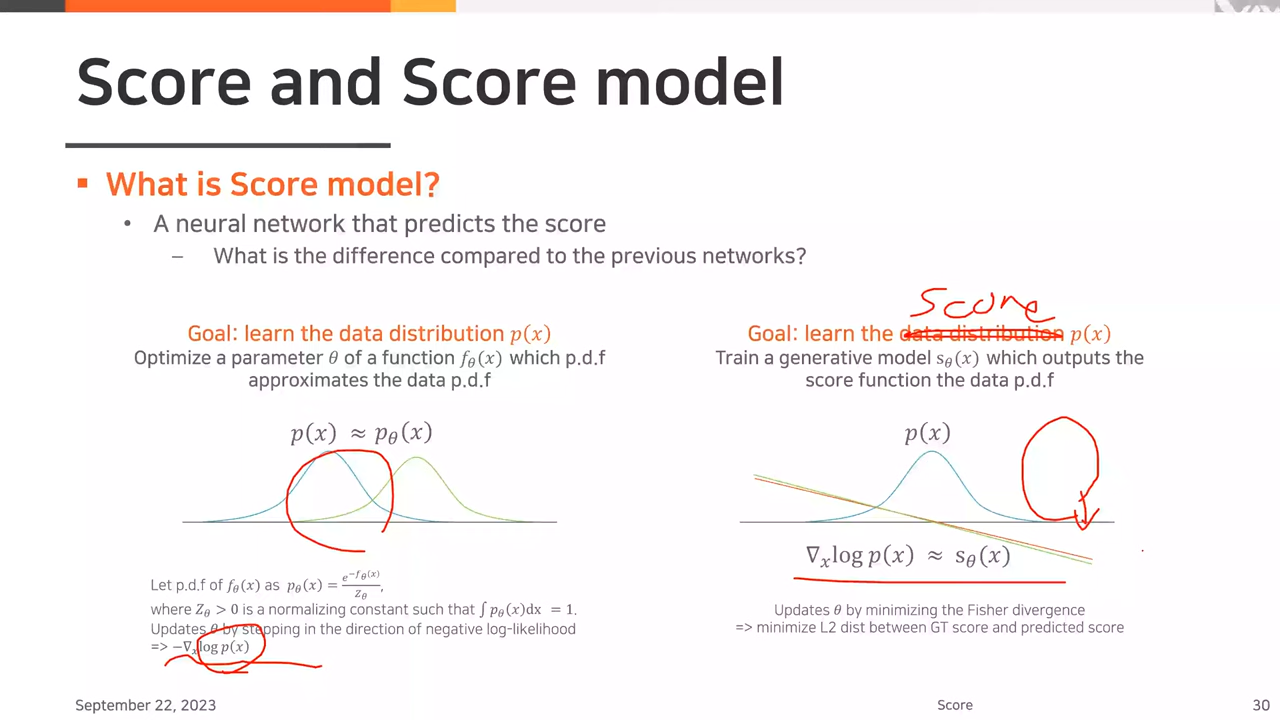 Score and Score model
▪ What is Score model?
• A neural network that predicts the score
– What is the difference compared to the previous networks?
Goal: learn the data distribution p(x)
Optimize a parameter θ of a function f_θ(x) which p.d.f
approximates the data p.d.f
p(x) ≈ p_θ(x)
Let p.d.f of f_θ(x) as p_θ(x) = e^{-f_θ(x)}/Z_θ,
where Z_θ > 0 is a normalizing constant such that ∫ p_θ(x)dx = 1.
Updates θ by stepping in the direction of negative log-likelihood
=> −∇_x log p(x)
Score
Goal: learn the data distribution p(x)
Train a generative model s_θ(x) which outputs the
score function the data p.d.f
p(x)
∇_x log p(x) ≈ s_θ(x)
Updates θ by minimizing the Fisher divergence
=> minimize L2 dist between GT score and predicted score
September 22, 2023
Score
30